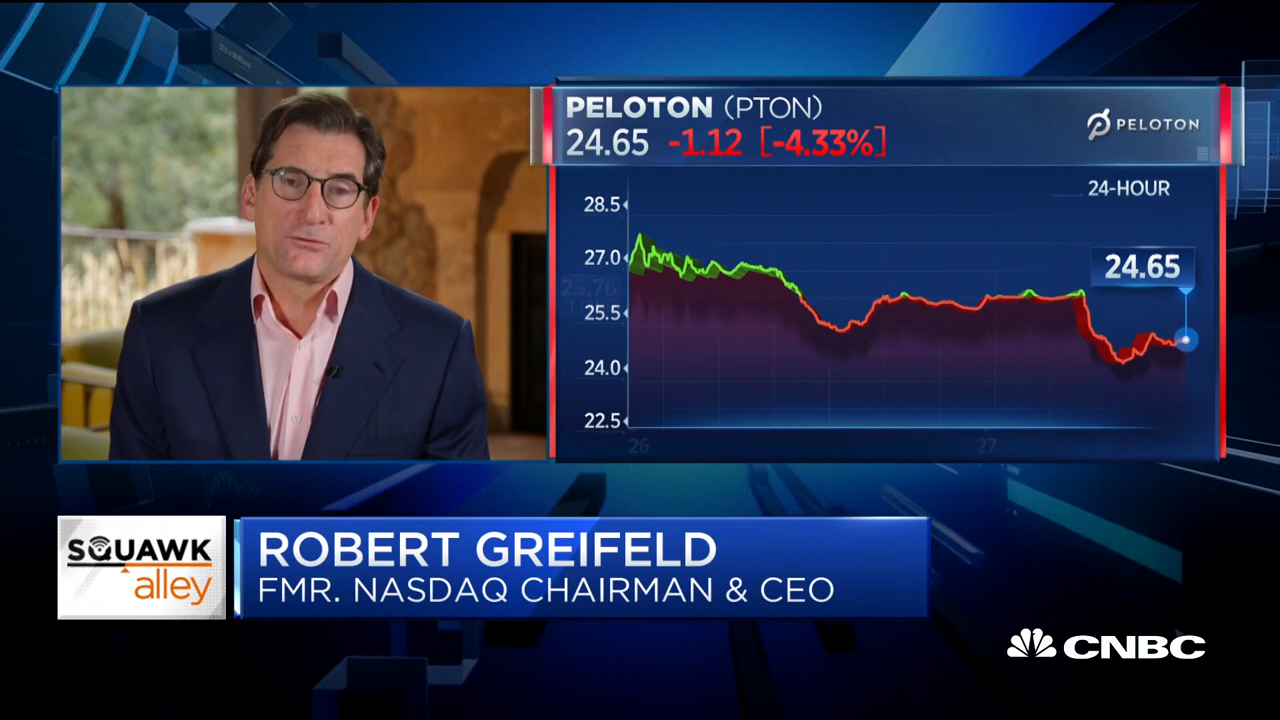 PELOTON (PTON)
24.65 -1.12 [-4.33%]
PELOTON
24-HOUR
28.5
27.0
25.5
24.0
22.5
24.65
26
27
SQUAWK
alley
ROBERT GREIFELD
FMR. NASDAQ CHAIRMAN & CEO
CNBC